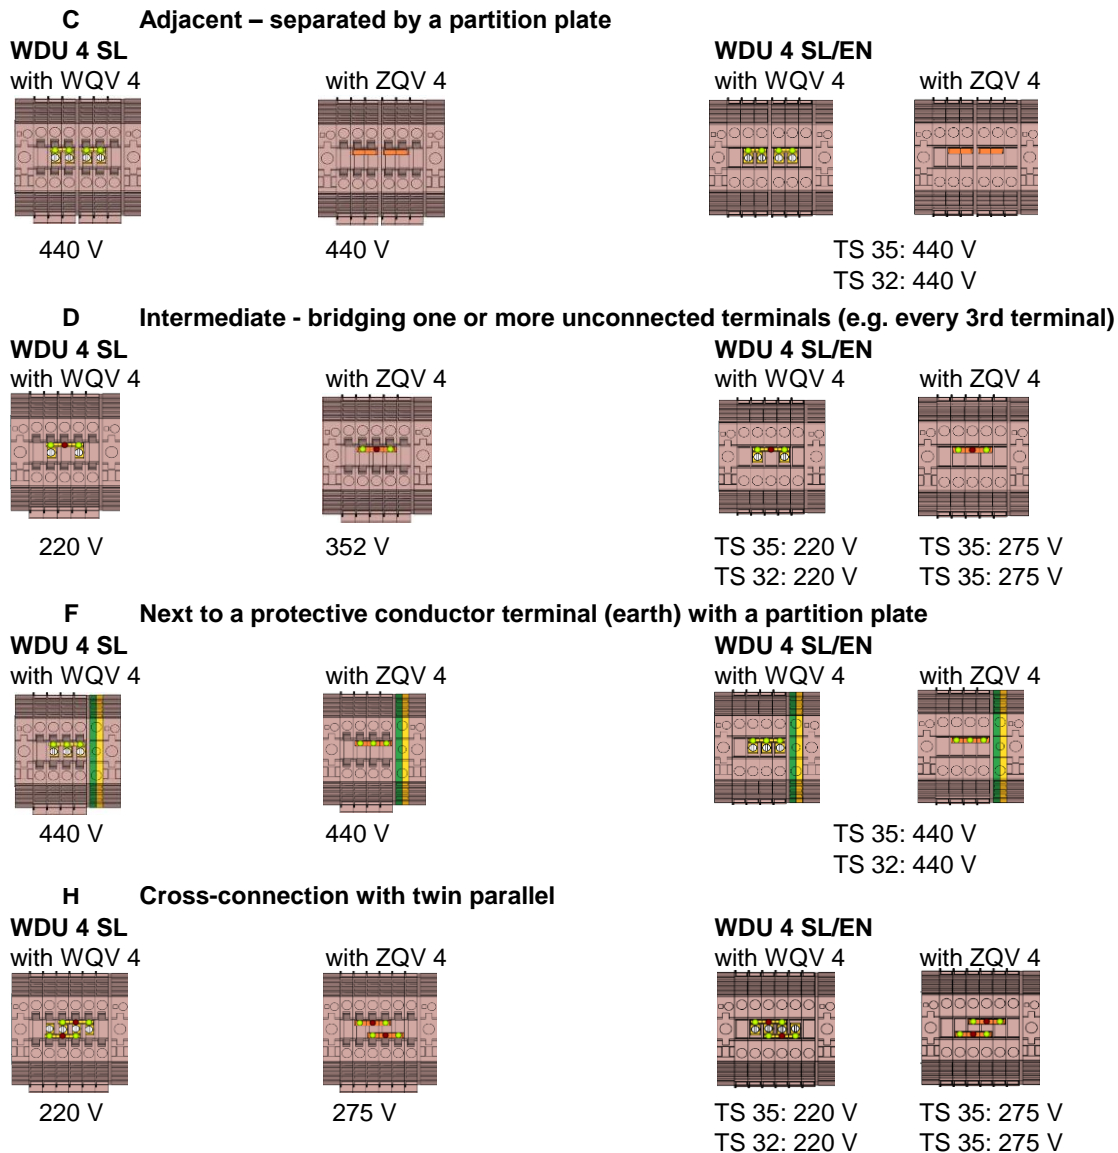 C Adjacent – separated by a partition plate
WDU 4 SL WDU 4 SL/EN
with WQV 4 with ZQV 4 with WQV 4 with ZQV 4
440 V 440 V TS 35: 440 V
TS 32: 440 V
D Intermediate - bridging one or more unconnected terminals (e.g. every 3rd terminal)
WDU 4 SL WDU 4 SL/EN
with WQV 4 with ZQV 4 with WQV 4 with ZQV 4
220 V 352 V TS 35: 220 V TS 35: 275 V
TS 32: 220 V TS 35: 275 V
F Next to a protective conductor terminal (earth) with a partition plate
WDU 4 SL WDU 4 SL/EN
with WQV 4 with ZQV 4 with WQV 4 with ZQV 4
440 V 440 V TS 35: 440 V
TS 32: 440 V
H Cross-connection with twin parallel
WDU 4 SL WDU 4 SL/EN
with WQV 4 with ZQV 4 with WQV 4 with ZQV 4
220 V 275 V TS 35: 220 V TS 35: 275 V
TS 32: 220 V TS 35: 275 V